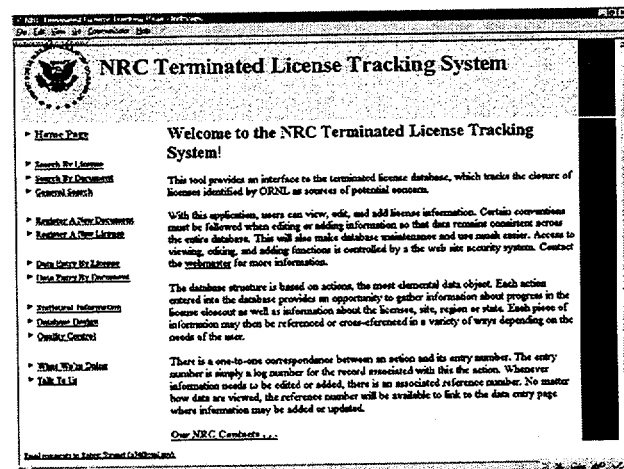 NRC Terminated License Tracking System
Home Page
Search By License
Search By Document
General Search
Register A New Document
Register A New License
Data Entry By License
Data Entry By Document
Statistical Information
Database Design
Quality Control
What We're Doing
Talk To Us
Welcome to the NRC Terminated License Tracking
System!
This tool provides an interface to the terminated license database, which tracks the closure of
licenses identified by ORNL as sources of potential concern.
With this application, users can view, edit, and add license information. Certain conventions
must be followed when editing or adding information so that data remains consistent across
the entire database. This will also make database maintenance and use much easier. Access to
viewing, editing, and adding functions is controlled by a the web site security system. Contact
the webmaster for more information.
The database structure is based on actions, the most elemental data object. Each action
entered into the database provides an opportunity to gather information about progress in the
license closeout as well as information about the licensee, site, region or state. Each piece of
information may then be referenced or cross-eferenced in a variety of ways depending on the
needs of the user.
There is a one-to-one correspondence between an action and its entry number. The entry
number is simply a log number for the record associated with this the action. Whenever
information needs to be edited or added, there is an associated reference number. No matter
how data are viewed, the reference number will be available to link to the data entry page
where information may be added or updated.
Our NRC Contacts . . .